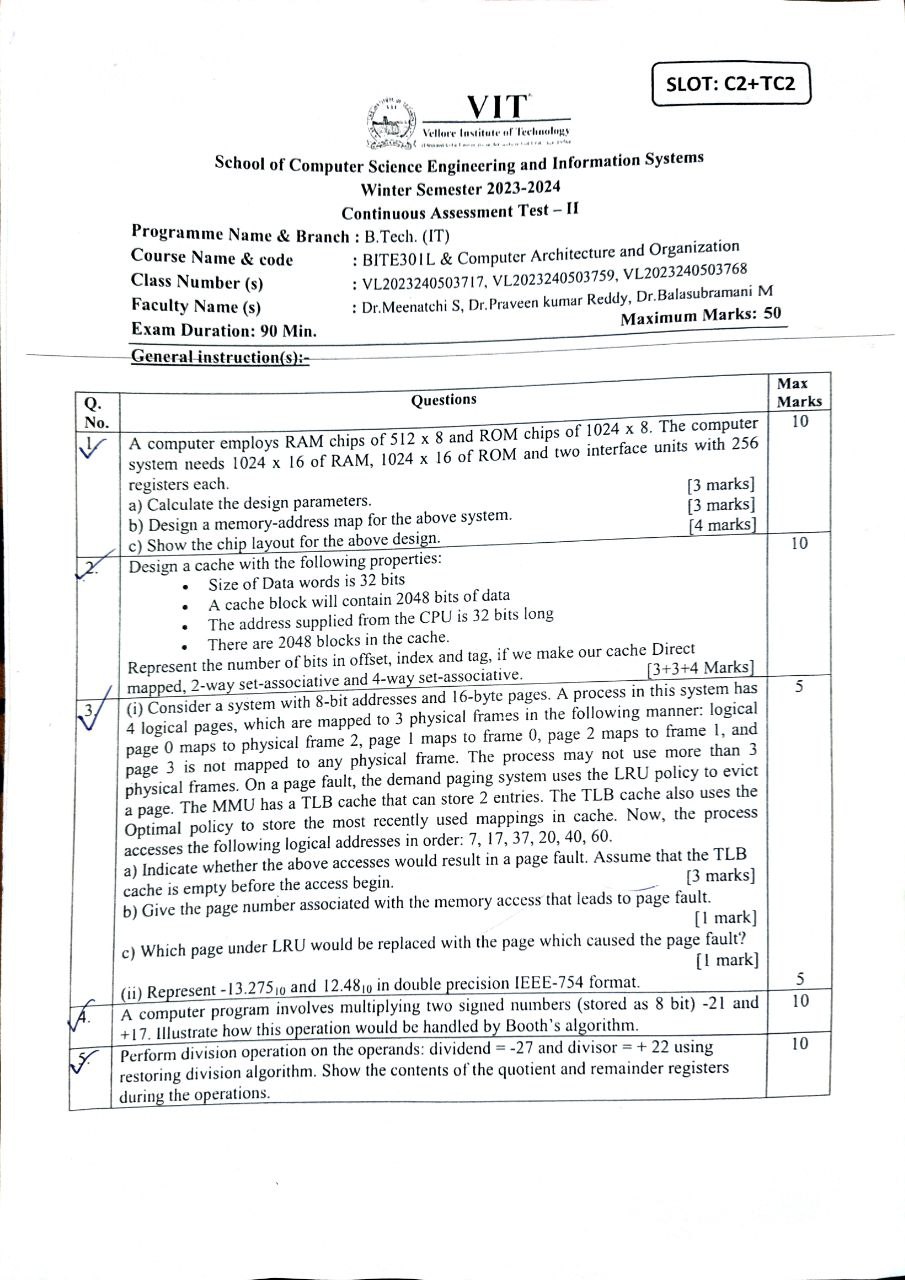 SLOT: C2+TC2
VIT
Vellore Institute of Technology
School of Computer Science Engineering and Information Systems
Winter Semester 2023-2024
Continuous Assessment Test – II
Programme Name & Branch : B.Tech. (IT)
Course Name & code : BITE301L & Computer Architecture and Organization
Class Number (s) : VL2023240503717, VL2023240503759, VL2023240503768
Faculty Name (s) : Dr.Meenatchi S, Dr.Praveen kumar Reddy, Dr.Balasubramani M
Exam Duration: 90 Min. Maximum Marks: 50
General instruction(s):-
Q. No. Questions Max Marks
1. A computer employs RAM chips of 512 x 8 and ROM chips of 1024 x 8. The computer 10
system needs 1024 x 16 of RAM, 1024 x 16 of ROM and two interface units with 256
registers each.
a) Calculate the design parameters. [3 marks]
b) Design a memory-address map for the above system. [3 marks]
c) Show the chip layout for the above design. [4 marks]
2. Design a cache with the following properties: 10
• Size of Data words is 32 bits
• A cache block will contain 2048 bits of data
• The address supplied from the CPU is 32 bits long
• There are 2048 blocks in the cache.
Represent the number of bits in offset, index and tag, if we make our cache Direct
mapped, 2-way set-associative and 4-way set-associative. [3+3+4 Marks]
3. (i) Consider a system with 8-bit addresses and 16-byte pages. A process in this system has 5
4 logical pages, which are mapped to 3 physical frames in the following manner: logical
page 0 maps to physical frame 2, page 1 maps to frame 0, page 2 maps to frame 1, and
page 3 is not mapped to any physical frame. The process may not use more than 3
physical frames. On a page fault, the demand paging system uses the LRU policy to evict
a page. The MMU has a TLB cache that can store 2 entries. The TLB cache also uses the
Optimal policy to store the most recently used mappings in cache. Now, the process
accesses the following logical addresses in order: 7, 17, 37, 20, 40, 60.
a) Indicate whether the above accesses would result in a page fault. Assume that the TLB
cache is empty before the access begin. [3 marks]
b) Give the page number associated with the memory access that leads to page fault.
[1 mark]
c) Which page under LRU would be replaced with the page which caused the page fault?
[1 mark]
(ii) Represent -13.275₁₀ and 12.48₁₀ in double precision IEEE-754 format. 5
4. A computer program involves multiplying two signed numbers (stored as 8 bit) -21 and 10
+17. Illustrate how this operation would be handled by Booth's algorithm.
5. Perform division operation on the operands: dividend = -27 and divisor = + 22 using 10
restoring division algorithm. Show the contents of the quotient and remainder registers
during the operations.